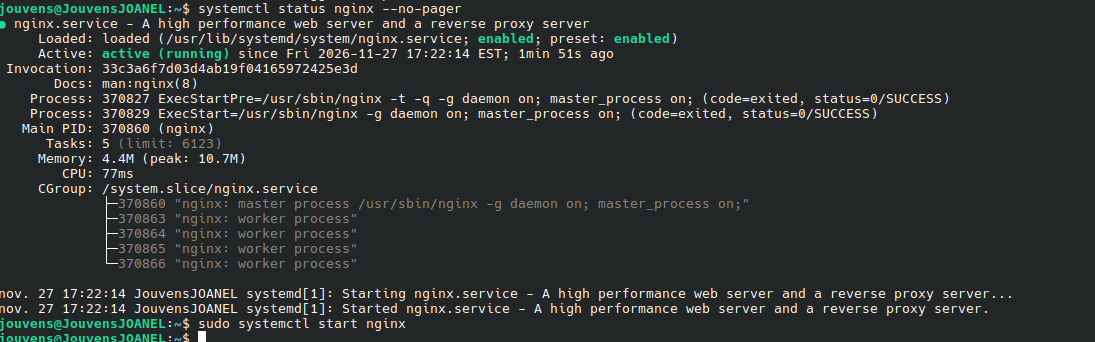 jouvens@JouvensJOANEL:~$ systemctl status nginx --no-pager
● nginx.service - A high performance web server and a reverse proxy server
Loaded: loaded (/usr/lib/systemd/system/nginx.service; enabled; preset: enabled)
Active: active (running) since Fri 2026-11-27 17:22:14 EST; 1min 51s ago
Invocation: 33c3a6f7d03d4ab19f04165972425e3d
Docs: man:nginx(8)
Process: 370827 ExecStartPre=/usr/sbin/nginx -t -q -g daemon on; master_process on; (code=exited, status=0/SUCCESS)
Process: 370829 ExecStart=/usr/sbin/nginx -g daemon on; master_process on; (code=exited, status=0/SUCCESS)
Main PID: 370860 (nginx)
Tasks: 5 (limit: 6123)
Memory: 4.4M (peak: 10.7M)
CPU: 77ms
CGroup: /system.slice/nginx.service
├─370860 "nginx: master process /usr/sbin/nginx -g daemon on; master_process on;"
├─370863 "nginx: worker process"
├─370864 "nginx: worker process"
├─370865 "nginx: worker process"
└─370866 "nginx: worker process"
nov. 27 17:22:14 JouvensJOANEL systemd[1]: Starting nginx.service - A high performance web server and a reverse proxy server...
nov. 27 17:22:14 JouvensJOANEL systemd[1]: Started nginx.service - A high performance web server and a reverse proxy server.
jouvens@JouvensJOANEL:~$ sudo systemctl start nginx
jouvens@JouvensJOANEL:~$